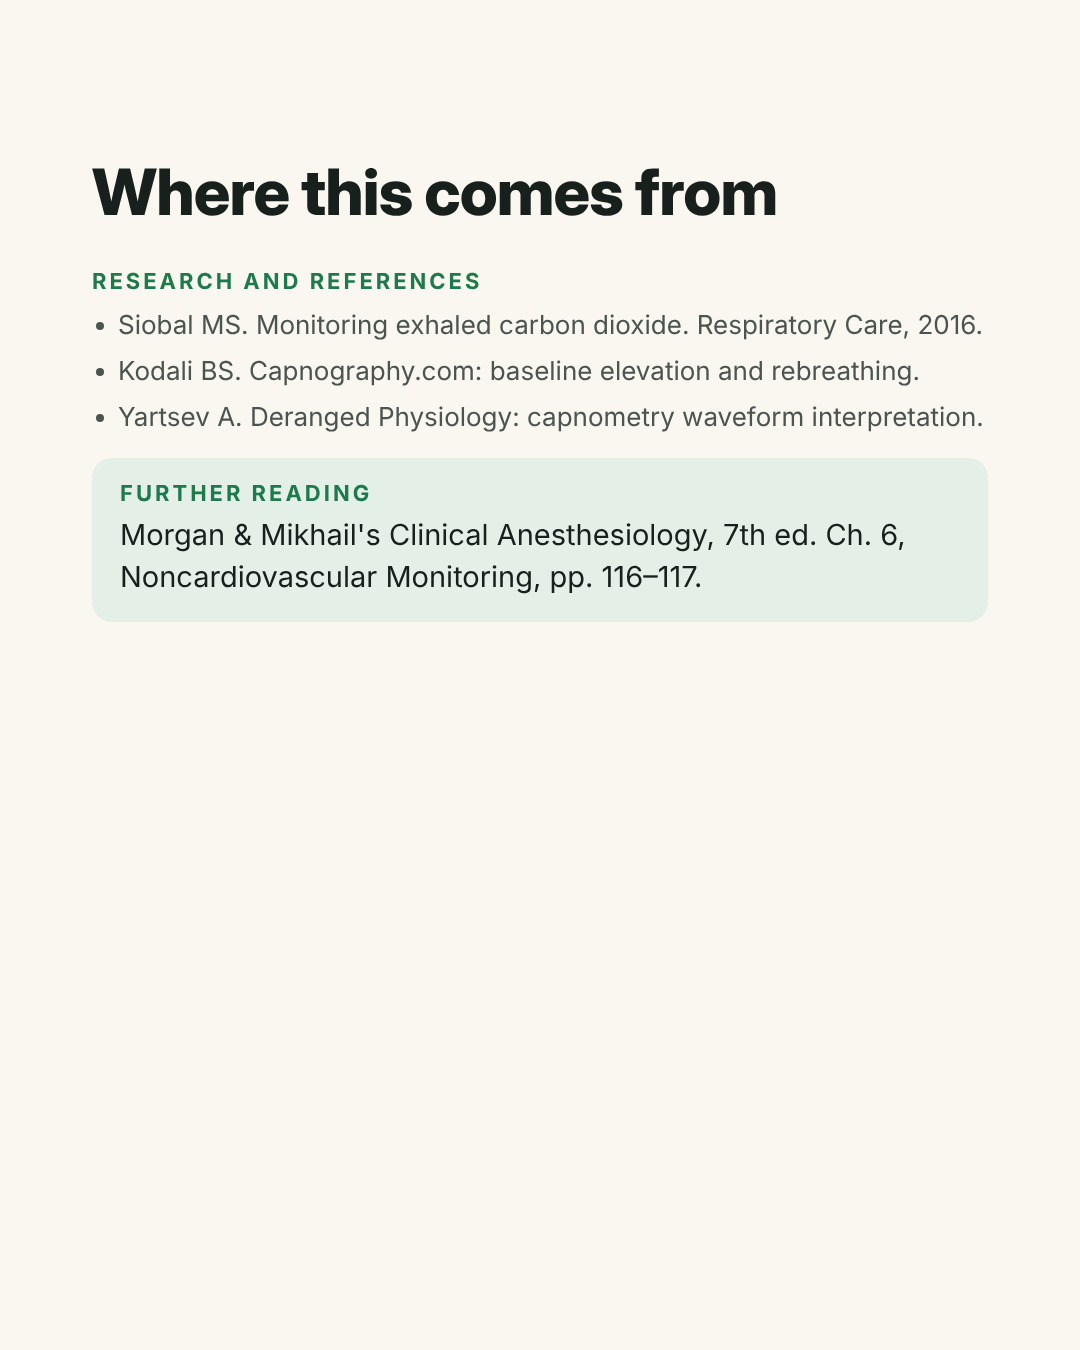 Where this comes from
RESEARCH AND REFERENCES
• Siobal MS. Monitoring exhaled carbon dioxide. Respiratory Care, 2016.
• Kodali BS. Capnography.com: baseline elevation and rebreathing.
• Yartsev A. Deranged Physiology: capnometry waveform interpretation.
FURTHER READING
Morgan & Mikhail's Clinical Anesthesiology, 7th ed. Ch. 6,
Noncardiovascular Monitoring, pp. 116–117.